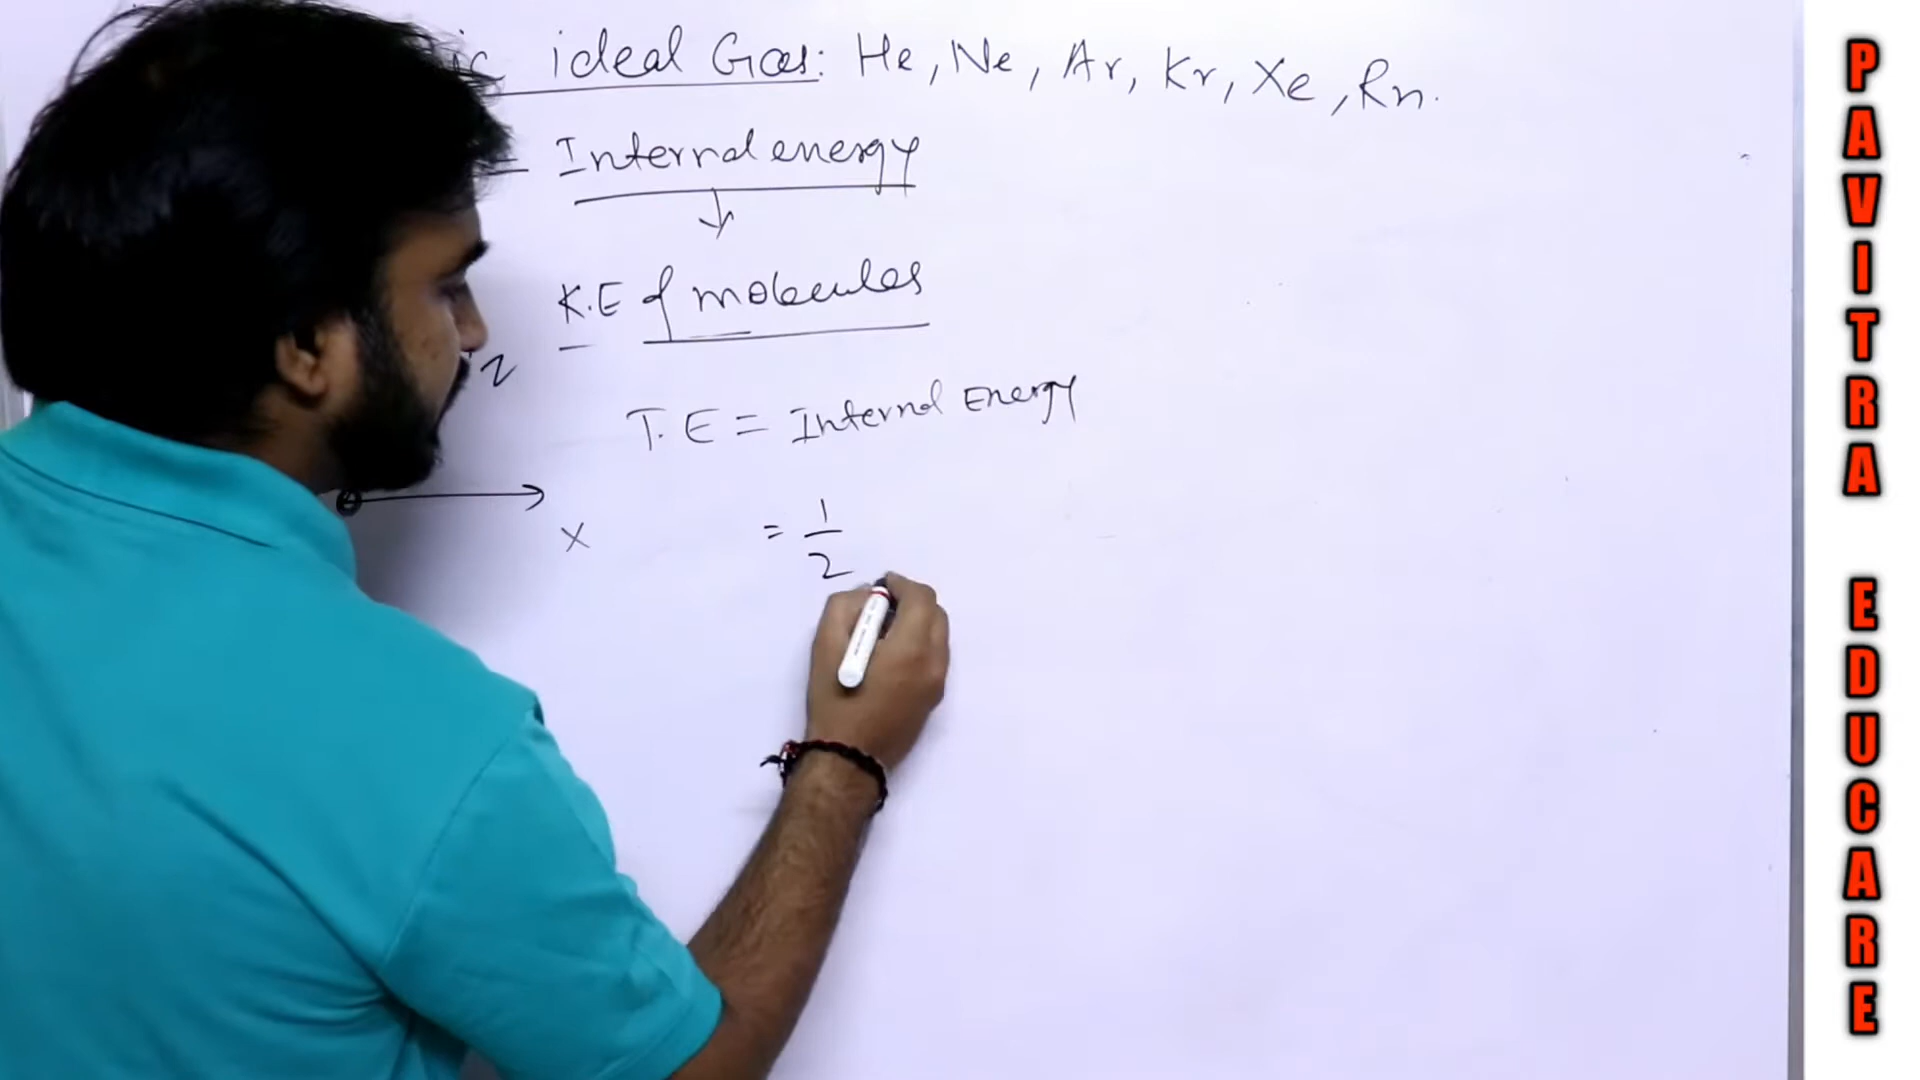 ideal Gas: He, Ne, Ar, Kr, Xe, Rn.
= Internal energy
K.E of molecules
z
T.E = Internal Energy
x
= 1/2
PAVITRA EDUCARE